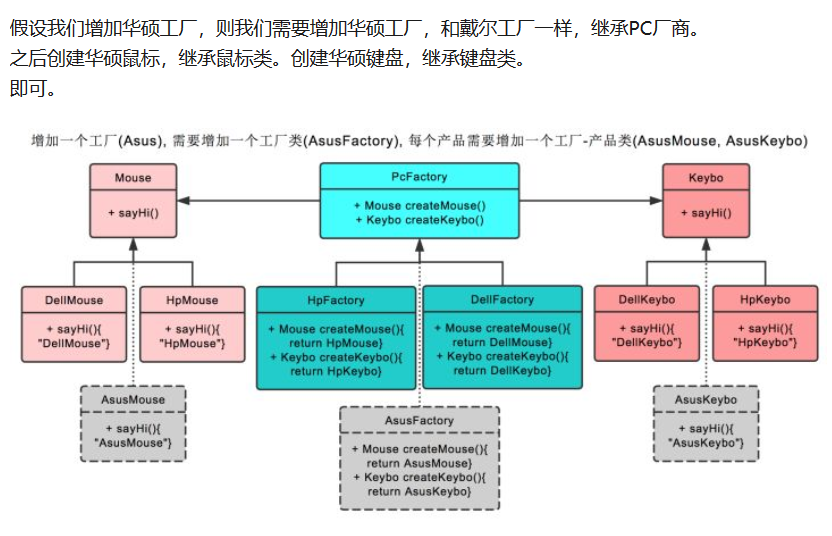 假设我们增加华硕工厂，则我们需要增加华硕工厂，和戴尔工厂一样，继承PC厂商。
之后创建华硕鼠标，继承鼠标类。创建华硕键盘，继承键盘类。
即可。
增加一个工厂(Asus), 需要增加一个工厂类(AsusFactory), 每个产品需要增加一个工厂-产品类(AsusMouse, AsusKeybo)
Mouse
+ sayHi()
PcFactory
+ Mouse createMouse()
+ Keybo createKeybo()
Keybo
+ sayHi()
DellMouse
+ sayHi(){
"DellMouse"}
HpMouse
+ sayHi(){
"HpMouse"}
HpFactory
+ Mouse createMouse(){
return HpMouse}
+ Keybo createKeybo(){
return HpKeybo}
DellFactory
+ Mouse createMouse(){
return DellMouse}
+ Keybo createKeybo(){
return DellKeybo}
DellKeybo
+ sayHi(){
"DellKeybo"}
HpKeybo
+ sayHi(){
"HpKeybo"}
AsusMouse
+ sayHi(){
"AsusMouse"}
AsusFactory
+ Mouse createMouse(){
return AsusMouse}
+ Keybo createKeybo(){
return AsusKeybo}
AsusKeybo
+ sayHi(){
"AsusKeybo"}